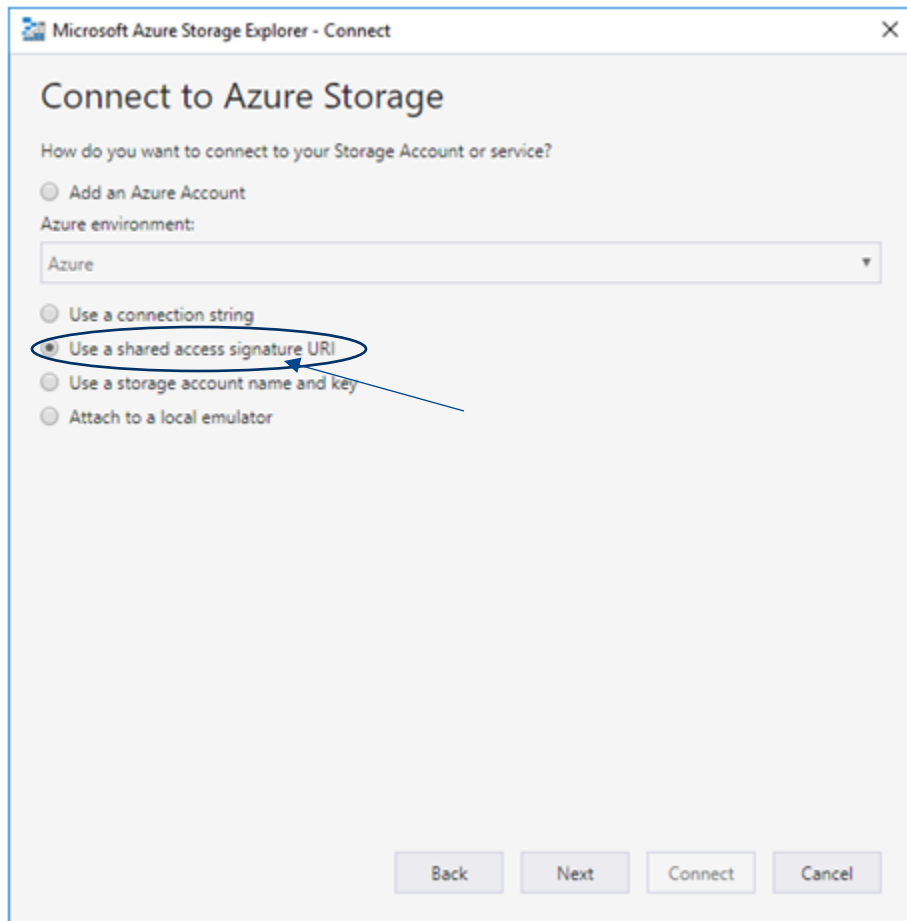 Microsoft Azure Storage Explorer - Connect
Connect to Azure Storage
How do you want to connect to your Storage Account or service?
Add an Azure Account
Azure environment:
Azure
Use a connection string
Use a shared access signature URI
Use a storage account name and key
Attach to a local emulator
Back Next Connect Cancel